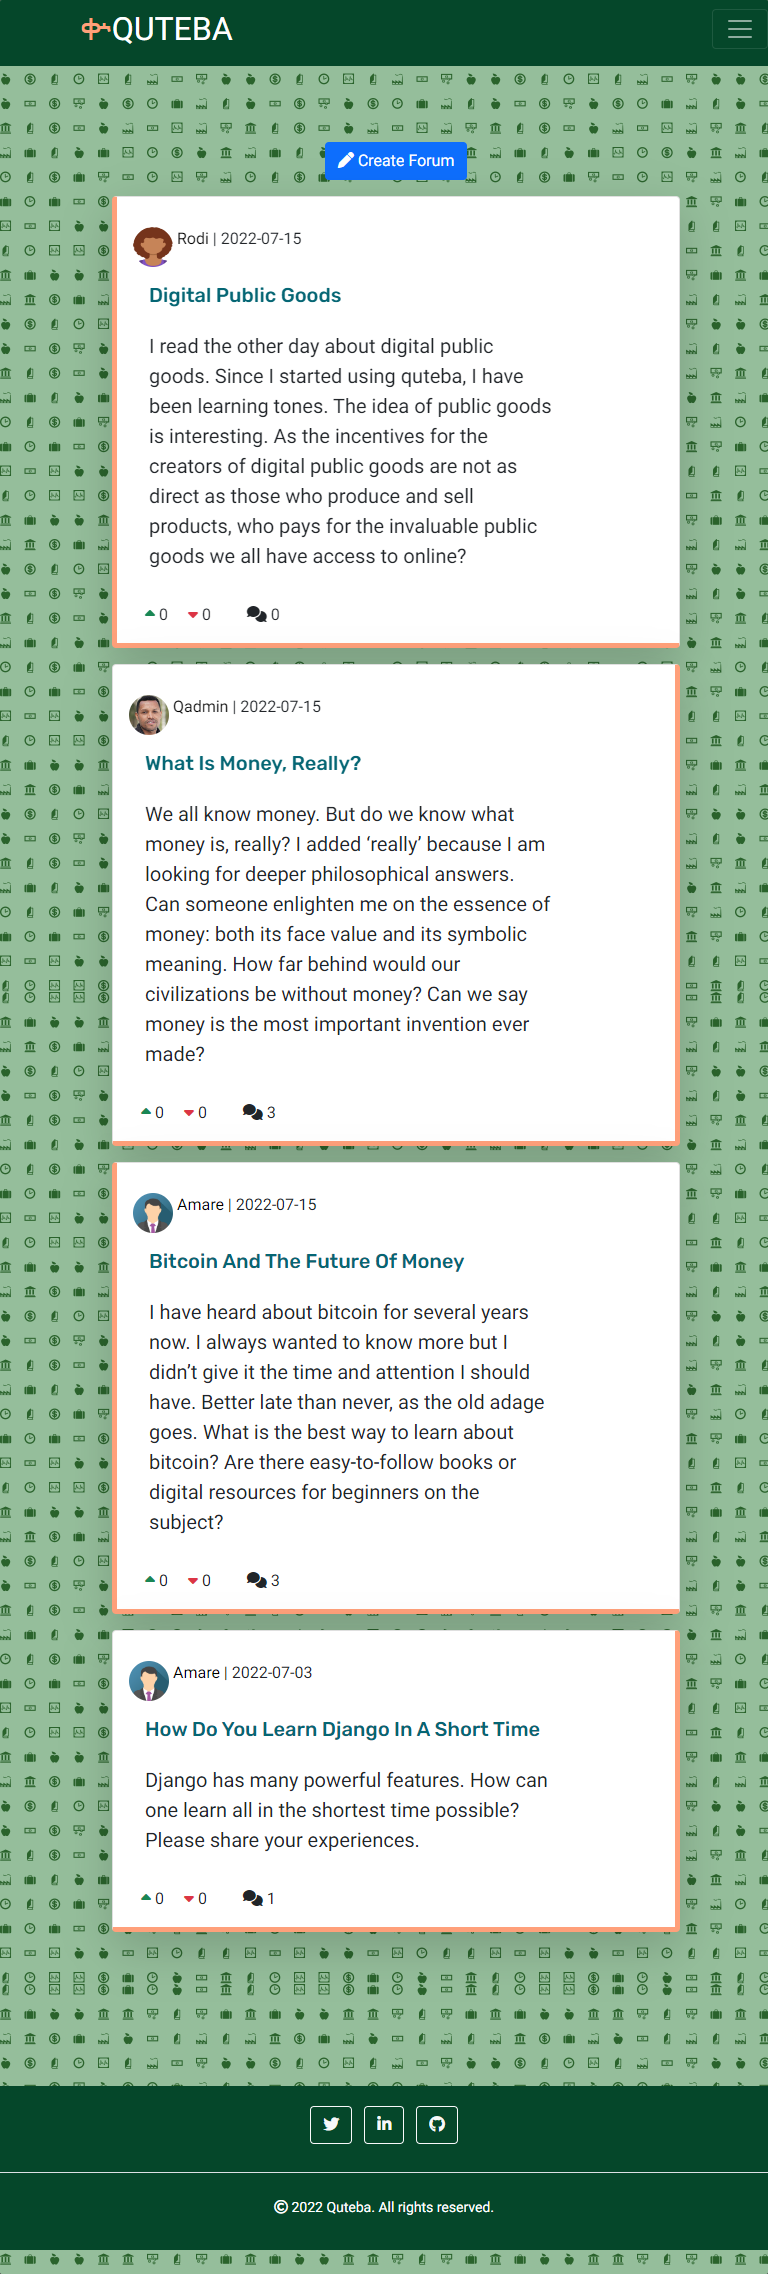 ቍQUTEBA
Create Forum
Rodi | 2022-07-15
Digital Public Goods
I read the other day about digital public
goods. Since I started using quteba, I have
been learning tones. The idea of public goods
is interesting. As the incentives for the
creators of digital public goods are not as
direct as those who produce and sell
products, who pays for the invaluable public
goods we all have access to online?
0 0 0
Qadmin | 2022-07-15
What Is Money, Really?
We all know money. But do we know what
money is, really? I added ‘really’ because I am
looking for deeper philosophical answers.
Can someone enlighten me on the essence of
money: both its face value and its symbolic
meaning. How far behind would our
civilizations be without money? Can we say
money is the most important invention ever
made?
0 0 3
Amare | 2022-07-15
Bitcoin And The Future Of Money
I have heard about bitcoin for several years
now. I always wanted to know more but I
didn’t give it the time and attention I should
have. Better late than never, as the old adage
goes. What is the best way to learn about
bitcoin? Are there easy-to-follow books or
digital resources for beginners on the
subject?
0 0 3
Amare | 2022-07-03
How Do You Learn Django In A Short Time
Django has many powerful features. How can
one learn all in the shortest time possible?
Please share your experiences.
0 0 1
© 2022 Quteba. All rights reserved.